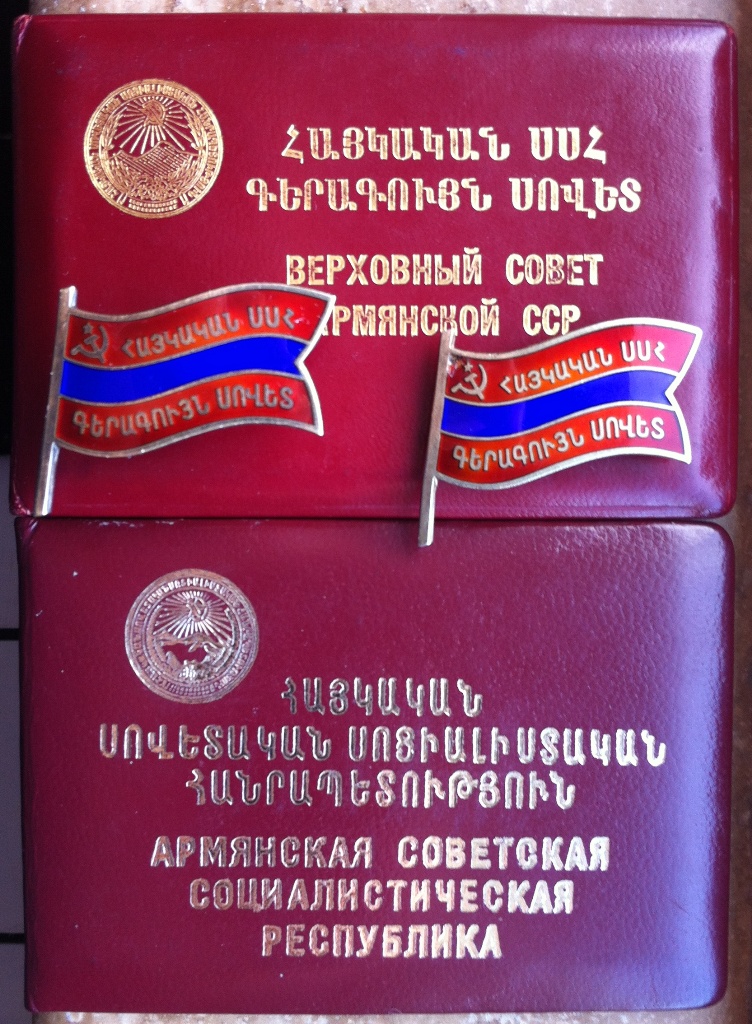 ՀԱՅԿԱԿԱՆ ՍՍՀ
ԳԵՐԱԳՈՒՅՆ ՍՈՎԵՏ
ВЕРХОВНЫЙ СОВЕТ
АРМЯНСКОЙ ССР
ՀԱՅԿԱԿԱՆ ՍՍՀ
ԳԵՐԱԳՈՒՅՆ ՍՈՎԵՏ
ՀԱՅԿԱԿԱՆ ՍՍՀ
ԳԵՐԱԳՈՒՅՆ ՍՈՎԵՏ
ՀԱՅԿԱԿԱՆ
ՍՈՎԵՏԱԿԱՆ ՍՈՑԻԱԼԻՍՏԱԿԱՆ
ՀԱՆՐԱՊԵՏՈՒԹՅՈՒՆ
АРМЯНСКАЯ СОВЕТСКАЯ
СОЦИАЛИСТИЧЕСКАЯ
РЕСПУБЛИКА